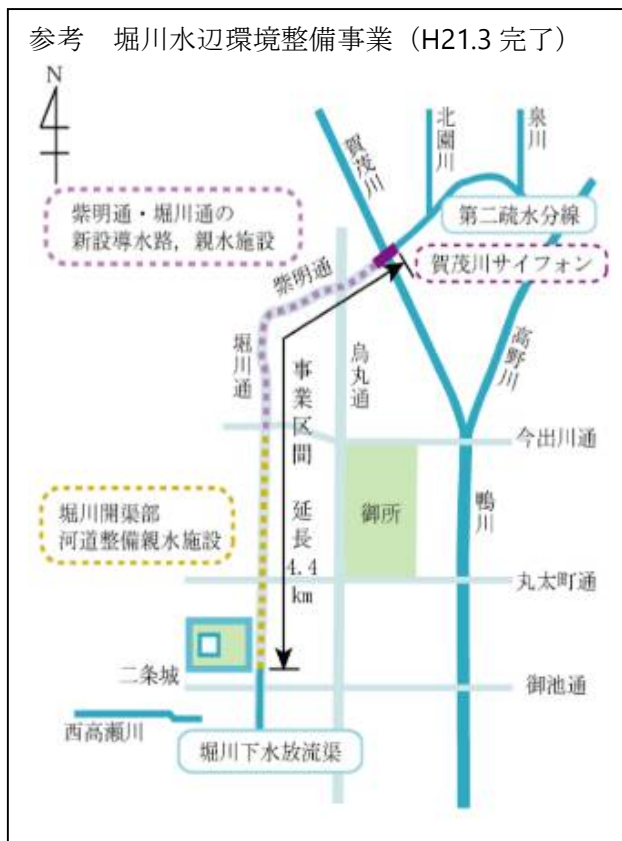 参考　堀川水辺環境整備事業（H21.3 完了）
N
北園川
泉川
賀茂川
紫明通・堀川通の
新設導水路，親水施設
第二疏水分線
賀茂川サイフォン
紫明通
高野川
堀川通
烏丸通
事業区間　延長4.4km
今出川通
堀川開渠部
河道整備親水施設
御所
鴨川
丸太町通
二条城
御池通
西高瀬川
堀川下水放流渠